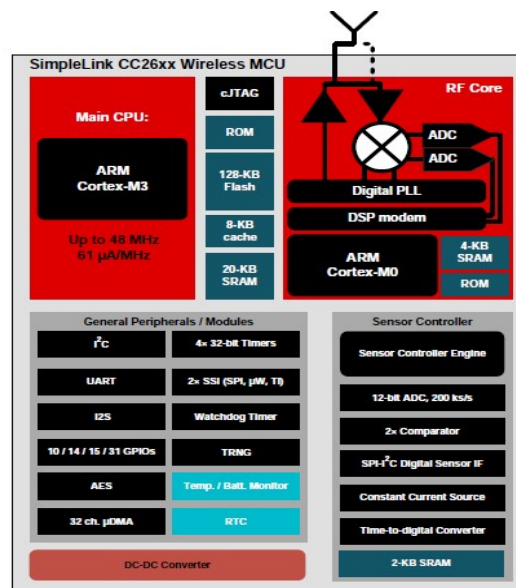 SimpleLink CC26xx Wireless MCU
Main CPU:
ARM
Cortex-M3
Up to 48 MHz
61 µA/MHz
cJTAG
ROM
128-KB
Flash
8-KB
cache
20-KB
SRAM
RF Core
ADC
ADC
Digital PLL
DSP modem
ARM
Cortex-M0
4-KB
SRAM
ROM
General Peripherals / Modules
I²C
4× 32-bit Timers
UART
2× SSI (SPI, µW, TI)
I2S
Watchdog Timer
10 / 14 / 15 / 31 GPIOs
TRNG
AES
Temp. / Batt. Monitor
32 ch. µDMA
RTC
DC-DC Converter
Sensor Controller
Sensor Controller Engine
12-bit ADC, 200 ks/s
2× Comparator
SPI-I²C Digital Sensor IF
Constant Current Source
Time-to-digital Converter
2-KB SRAM